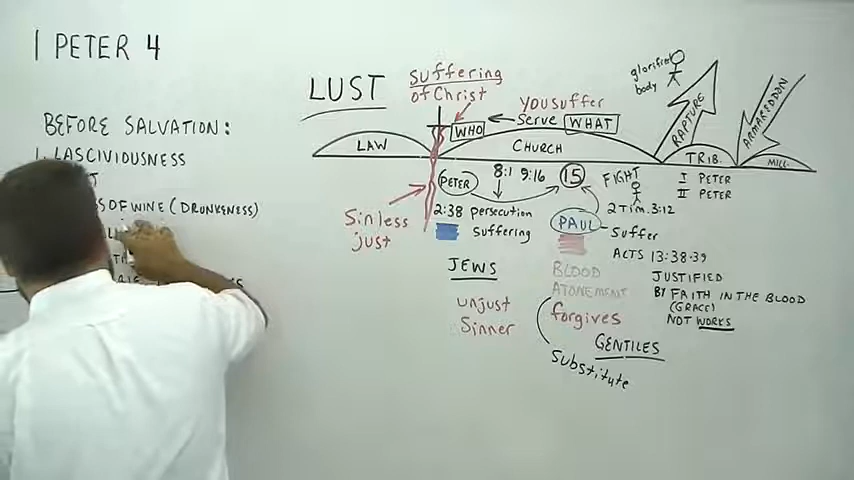 1 PETER 4
BEFORE SALVATION:
1. LASCIVIOUSNESS
OF WINE (DRUNKENESS)
LUST
Suffering
of Christ
you suffer
Serve WHAT
WHO
LAW
CHURCH
glorified
body
RAPTURE
ARMAREDDON
TRIB.
MILL.
I PETER
II PETER
PETER
8:1 9:16
15
FIGHT
2 Tim. 3:12
2:38 persecution
Suffering
PAUL
Suffer
Sinless
just
ACTS 13:38-39
JEWS
unjust
Sinner
BLOOD
ATONEMENT
forgives
JUSTIFIED
BY FAITH IN THE BLOOD
(GRACE)
NOT WORKS
GENTILES
Substitute